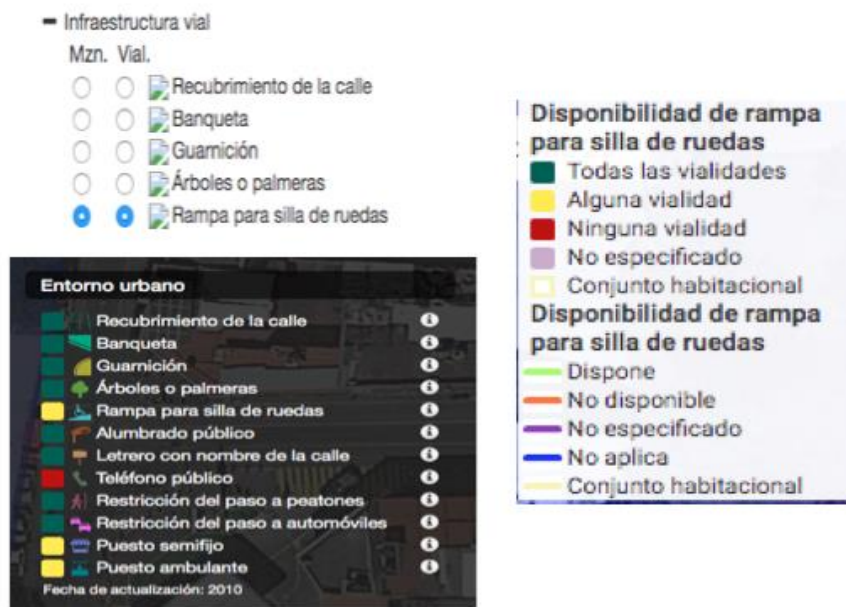 Infraestructura vial
Mzn. Vial.
Recubrimiento de la calle
Banqueta
Guarnición
Árboles o palmeras
Rampa para silla de ruedas
Entorno urbano
Recubrimiento de la calle
Banqueta
Guarnición
Árboles o palmeras
Rampa para silla de ruedas
Alumbrado público
Letrero con nombre de la calle
Teléfono público
Restricción del paso a peatones
Restricción del paso a automóviles
Puesto semifijo
Puesto ambulante
Fecha de actualización: 2010
Disponibilidad de rampa
para silla de ruedas
Todas las vialidades
Alguna vialidad
Ninguna vialidad
No especificado
Conjunto habitacional
Disponibilidad de rampa
para silla de ruedas
Dispone
No disponible
No especificado
No aplica
Conjunto habitacional